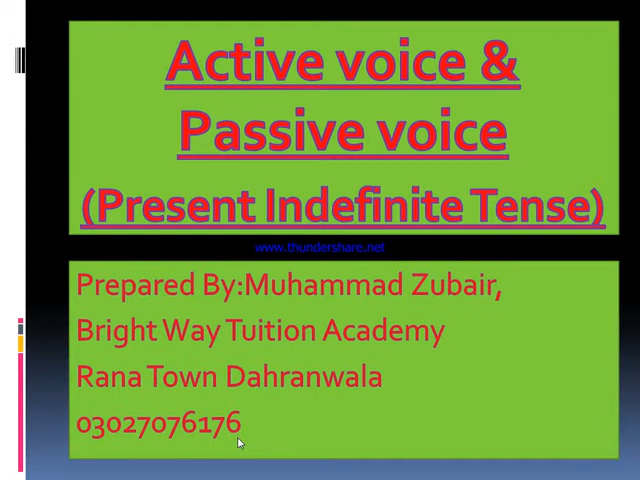 Active voice &
Passive voice
(Present Indefinite Tense)
www.thundershare.net
Prepared By:Muhammad Zubair,
Bright Way Tuition Academy
Rana Town Dahranwala
03027076176